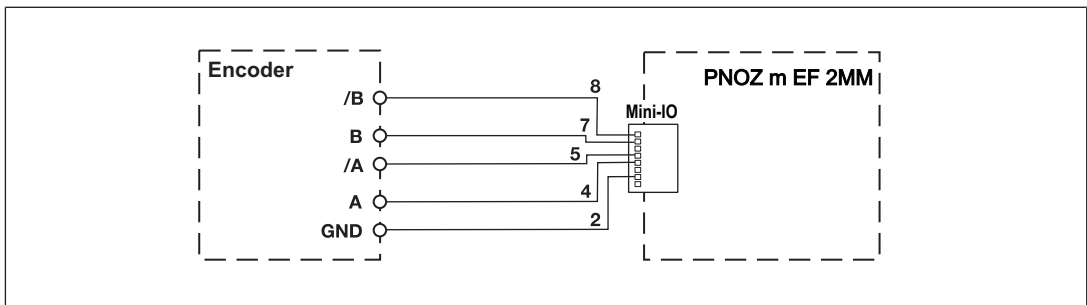 Encoder
PNOZ m EF 2MM
/B
8
Mini-IO
B
7
/A
5
A
4
GND
2